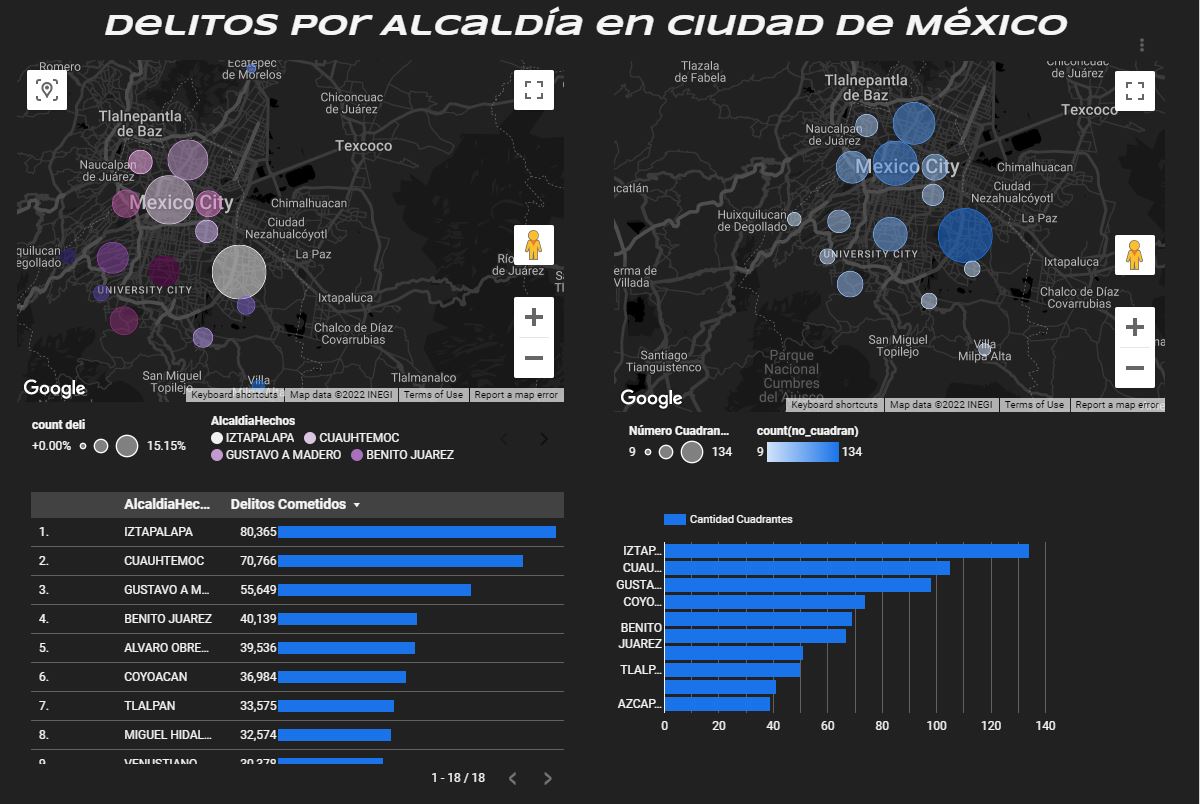 Delitos por Alcaldía en Ciudad de México
Romero
Ecatepec
de Morelos
Chiconcuac
de Juárez
Tlalnepantla
de Baz
Texcoco
Naucalpan
de Juárez
Mexico City
Chimalhuacan
Ciudad
Nezahualcóyotl
La Paz
quilucan
egollado
Río
de Juárez
UNIVERSITY CITY
Ixtapaluca
Chalco de Díaz
Covarrubias
San Miguel
Topilejo
Villa
Tlalmanalco
Google
Keyboard shortcuts
Map data ©2022 INEGI
Terms of Use
Report a map error
count deli
+0.00%
15.15%
AlcaldiaHechos
IZTAPALAPA
CUAUHTEMOC
GUSTAVO A MADERO
BENITO JUAREZ
Tlazala
de Fabela
Chiconcuac
de Juárez
Tlalnepantla
de Baz
Texcoco
Naucalpan
de Juárez
Mexico City
Chimalhuacan
Ciudad
Nezahualcóyotl
ucatlán
Huixquilucan
de Degollado
La Paz
UNIVERSITY CITY
Ixtapaluca
erma de
Villada
Chalco de Díaz
Covarrubias
San Miguel
Topilejo
Villa
Milpa Alta
Santiago
Tianguistenco
Parque
Nacional
Cumbres
del Ajusco
Google
Keyboard shortcuts
Map data ©2022 INEGI
Terms of Use
Report a map error
Número Cuadran...
9
134
count(no_cuadran)
9
134
AlcaldiaHec... Delitos Cometidos
1. IZTAPALAPA 80,365
2. CUAUHTEMOC 70,766
3. GUSTAVO A M... 55,649
4. BENITO JUAREZ 40,139
5. ALVARO OBRE... 39,536
6. COYOACAN 36,984
7. TLALPAN 33,575
8. MIGUEL HIDAL... 32,574
9. VENUSTIANO 30,378
1 - 18 / 18
Cantidad Cuadrantes
IZTAP...
CUAU...
GUSTA...
COYO...
BENITO
JUAREZ
TLALP...
AZCAP...
0 20 40 60 80 100 120 140